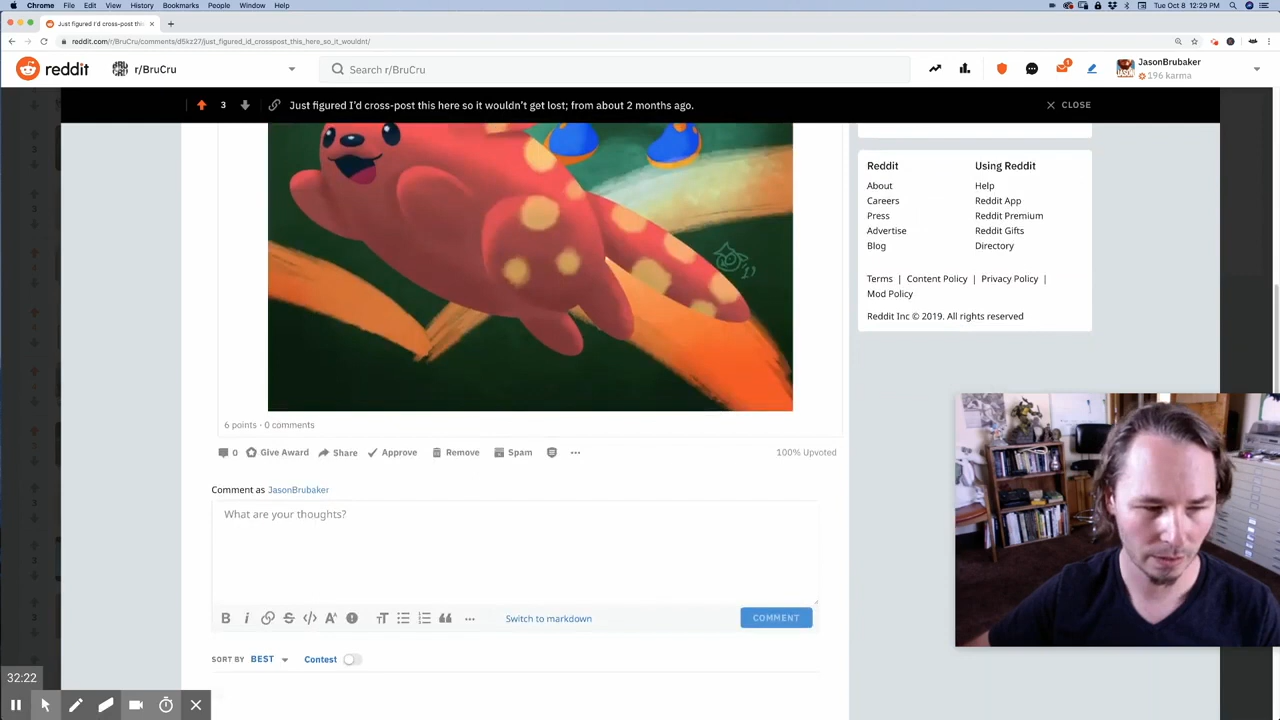 Chrome File Edit View History Bookmarks People Window Help
Tue Oct 8 12:29 PM
Just figured I'd cross-post thi
reddit.com/r/BruCru/comments/d5kz27/just_figured_id_crosspost_this_here_so_it_wouldnt/
reddit
r/BruCru
Search r/BruCru
1
JasonBrubaker
196 karma
3
Just figured I'd cross-post this here so it wouldn't get lost; from about 2 months ago.
CLOSE
Reddit
Using Reddit
About
Help
Careers
Reddit App
Press
Reddit Premium
Advertise
Reddit Gifts
Blog
Directory
Terms | Content Policy | Privacy Policy |
Mod Policy
Reddit Inc © 2019. All rights reserved
6 points · 0 comments
0 Give Award Share Approve Remove Spam ... 100% Upvoted
Comment as JasonBrubaker
What are your thoughts?
B i Switch to markdown COMMENT
SORT BY BEST Contest
32:22